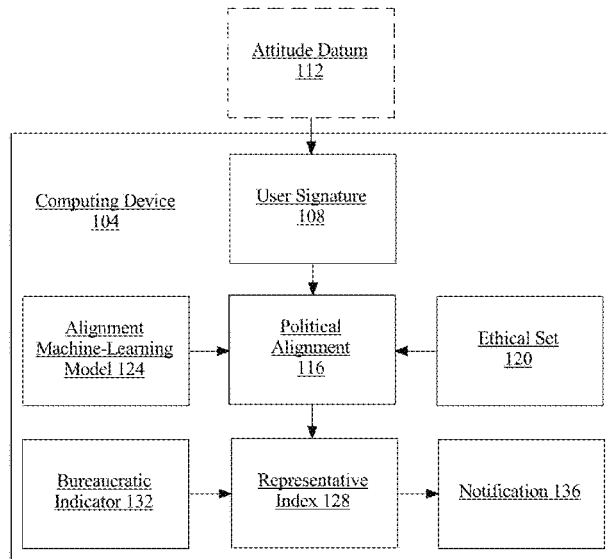 Attitude Datum
112
Computing Device
104
User Signature
108
Alignment
Machine-Learning
Model 124
Political
Alignment
116
Ethical Set
120
Bureaucratic
Indicator 132
Representative
Index 128
Notification 136